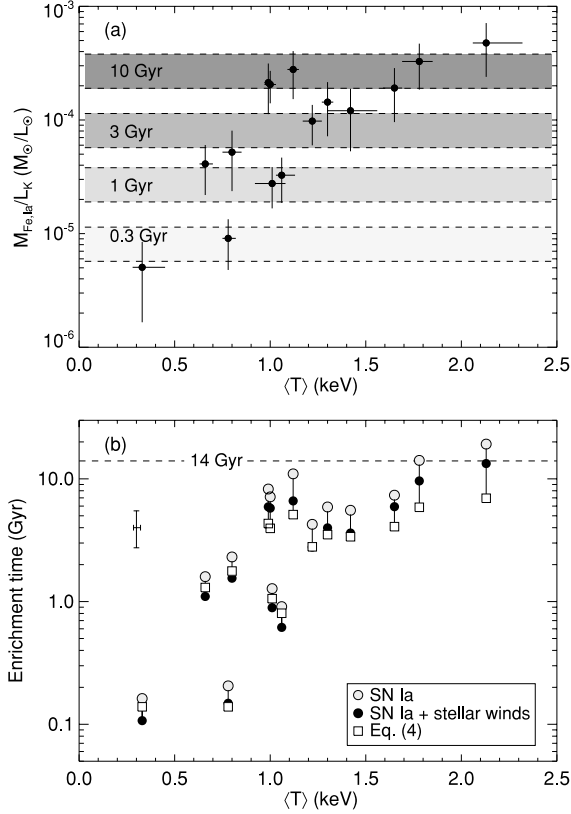 (a)
10⁻³
10⁻⁴
10⁻⁵
10⁻⁶
M_Fe,Ia/L_K (M_⊙/L_⊙)
10 Gyr
3 Gyr
1 Gyr
0.3 Gyr
0.0 0.5 1.0 1.5 2.0 2.5
⟨T⟩ (keV)
(b)
14 Gyr
10.0
1.0
0.1
Enrichment time (Gyr)
SN Ia
SN Ia + stellar winds
Eq. (4)
0.0 0.5 1.0 1.5 2.0 2.5
⟨T⟩ (keV)